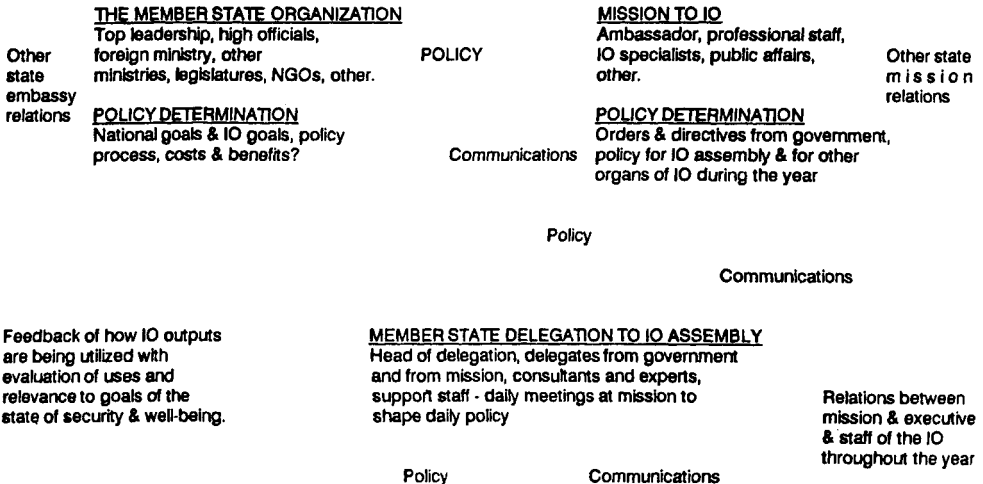 THE MEMBER STATE ORGANIZATION
Top leadership, high officials,
foreign ministry, other
ministries, legislatures, NGOs, other.
Other
state
embassy
relations
POLICY
MISSION TO IO
Ambassador, professional staff,
IO specialists, public affairs,
other.
Other state
mission
relations
POLICY DETERMINATION
National goals & IO goals, policy
process, costs & benefits?
Communications
POLICY DETERMINATION
Orders & directives from government,
policy for IO assembly & for other
organs of IO during the year
Policy
Communications
Feedback of how IO outputs
are being utilized with
evaluation of uses and
relevance to goals of the
state of security & well-being.
MEMBER STATE DELEGATION TO IO ASSEMBLY
Head of delegation, delegates from government
and from mission, consultants and experts,
support staff - daily meetings at mission to
shape daily policy
Relations between
mission & executive
& staff of the IO
throughout the year
Policy
Communications